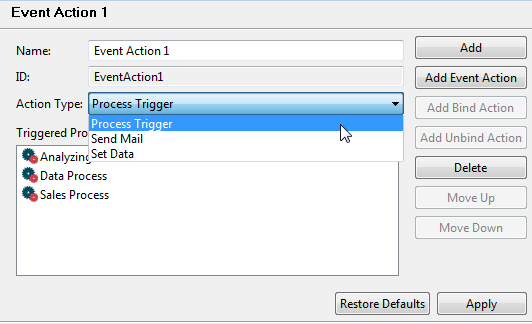 Event Action 1
Name: Event Action 1 Add
ID: EventAction1 Add Event Action
Action Type: Process Trigger Add Bind Action
Process Trigger
Send Mail Add Unbind Action
Set Data
Triggered Pro
Analyzing
Data Process Delete
Sales Process Move Up
Move Down
Restore Defaults Apply